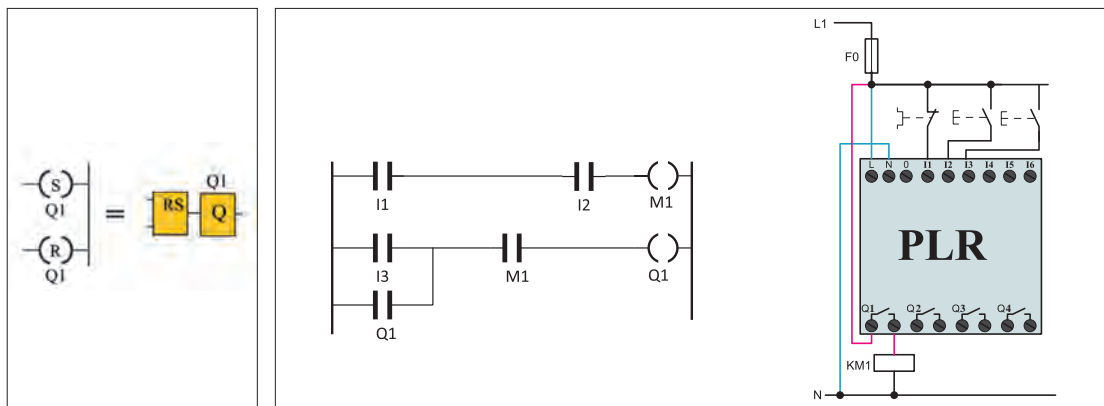 S
Q1
R
Q1
=
RS
Q1
Q
I1
I2
M1
I3
M1
Q1
Q1
L1
F0
L N 0 I1 I2 I3 I4 I5 I6
PLR
Q1 Q2 Q3 Q4
KM1
N